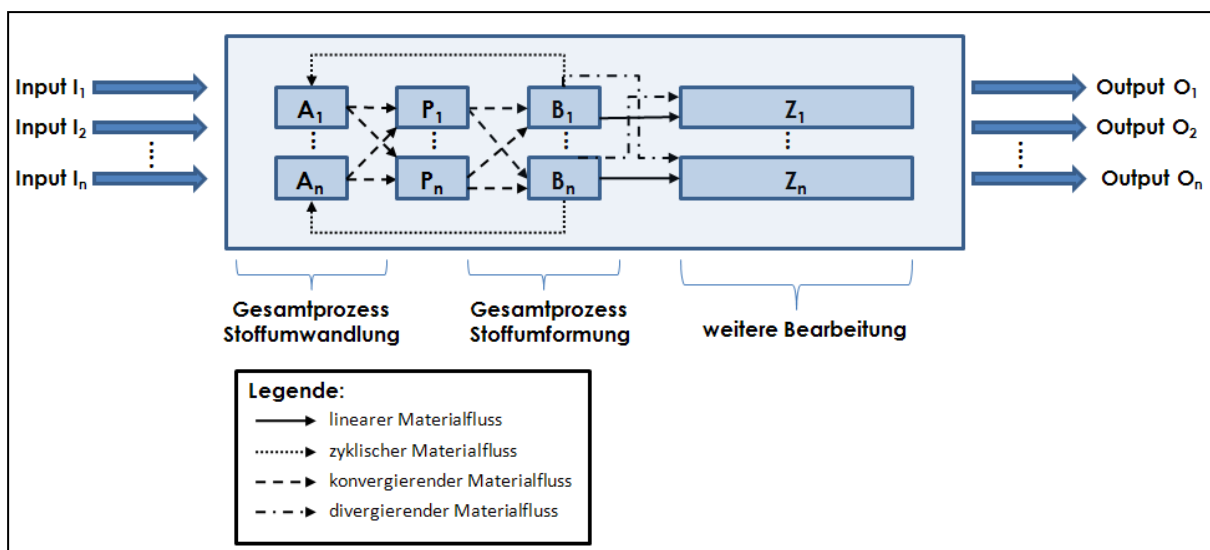 Input I₁
Input I₂
Input Iₙ
A₁
P₁
B₁
Z₁
Aₙ
Pₙ
Bₙ
Zₙ
Output O₁
Output O₂
Output Oₙ
Gesamtprozess
Stoffumwandlung
Gesamtprozess
Stoffumformung
weitere Bearbeitung
Legende:
linearer Materialfluss
zyklischer Materialfluss
konvergierender Materialfluss
divergierender Materialfluss